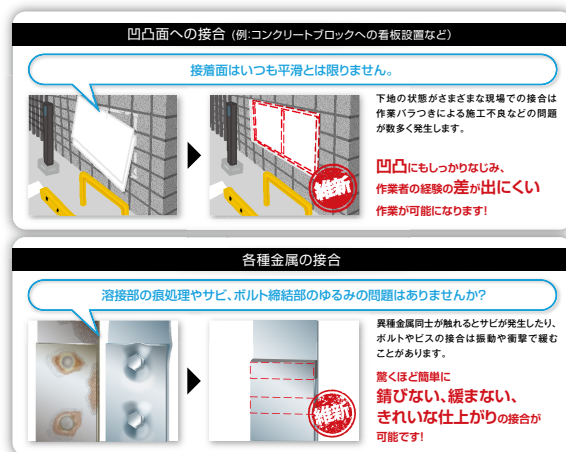 凹凸面への接合 (例:コンクリートブロックへの看板設置など)
接着面はいつも平滑とは限りません。
下地の状態がさまざまな現場での接合は
作業バラつきによる施工不良などの問題
が数多く発生します。
凹凸にもしっかりなじみ、
作業者の経験の差が出にくい
作業が可能になります!
維新
各種金属の接合
溶接部の痕処理やサビ、ボルト締結部のゆるみの問題はありませんか?
異種金属同士が触れるとサビが発生したり、
ボルトやビスの接合は振動や衝撃で緩む
ことがあります。
驚くほど簡単に
錆びない、緩まない、
きれいな仕上がりの接合が
可能です!
維新